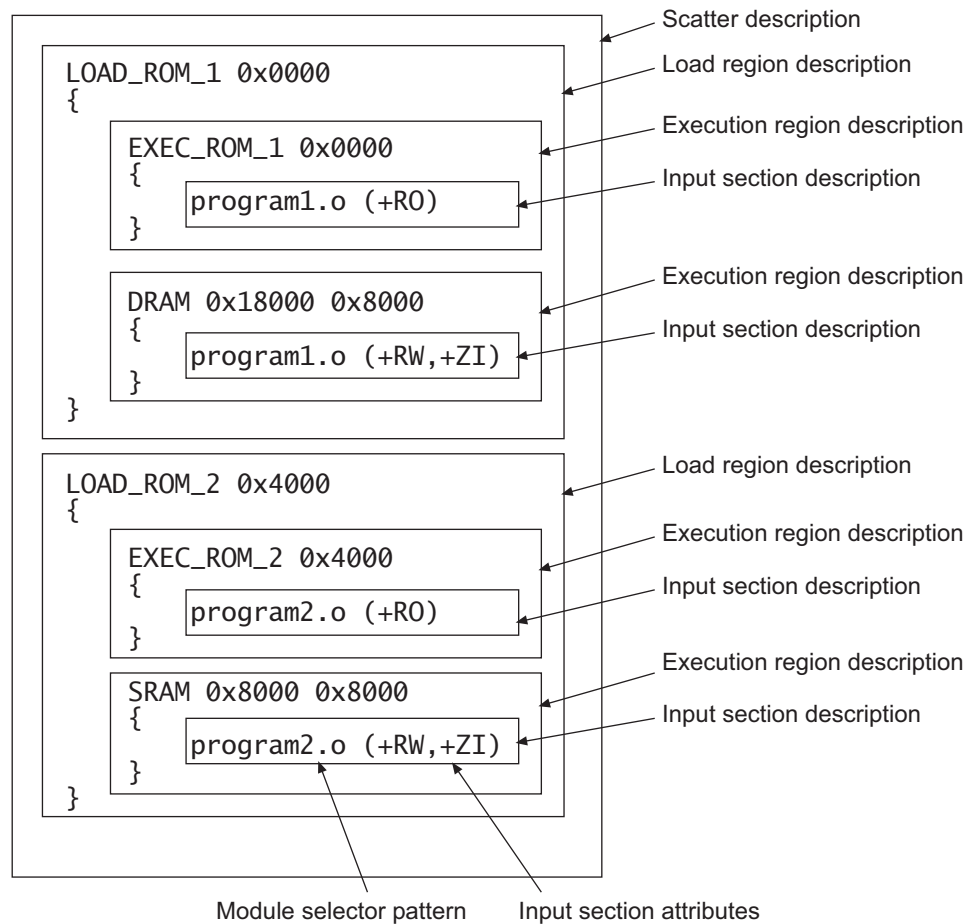 Scatter description
LOAD_ROM_1 0x0000
Load region description
{
EXEC_ROM_1 0x0000
Execution region description
{
program1.o (+RO)
Input section description
}
DRAM 0x18000 0x8000
Execution region description
{
program1.o (+RW,+ZI)
Input section description
}
}
LOAD_ROM_2 0x4000
Load region description
{
EXEC_ROM_2 0x4000
Execution region description
{
program2.o (+RO)
Input section description
}
SRAM 0x8000 0x8000
Execution region description
{
program2.o (+RW,+ZI)
Input section description
}
}
Module selector pattern
Input section attributes